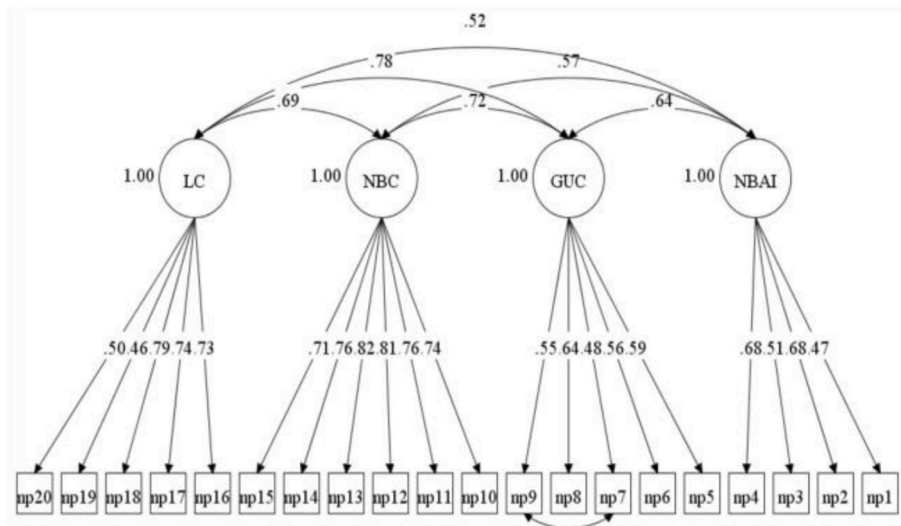 .52
.78 .57
.69 .72 .64
1.00 LC 1.00 NBC 1.00 GUC 1.00 NBAI
.50 .46 .79 .74 .73 .71 .76 .82 .81 .76 .74 .55 .64 .48 .56 .59 .68 .51 .68 .47
np20 np19 np18 np17 np16 np15 np14 np13 np12 np11 np10 np9 np8 np7 np6 np5 np4 np3 np2 np1